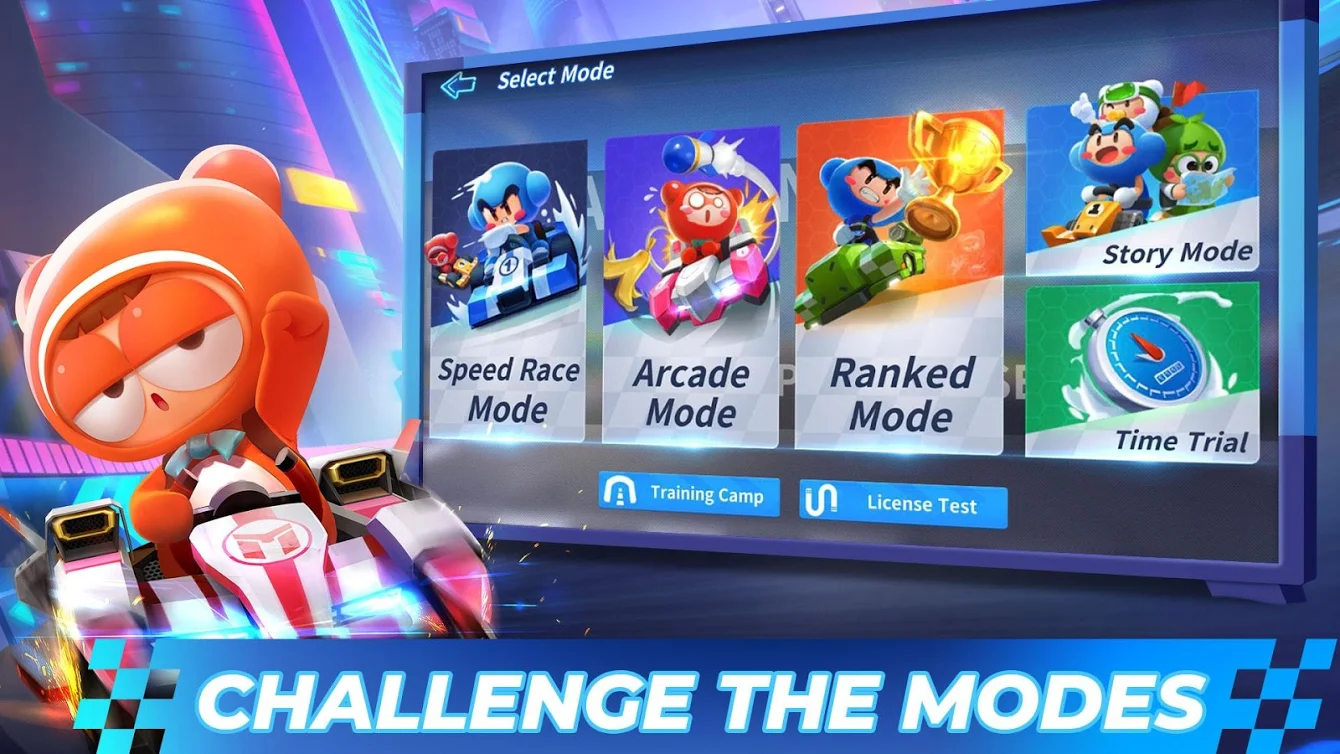 Select Mode
Speed Race
Mode
Arcade
Mode
Ranked
Mode
Story Mode
Time Trial
Training Camp
License Test
CHALLENGE THE MODES